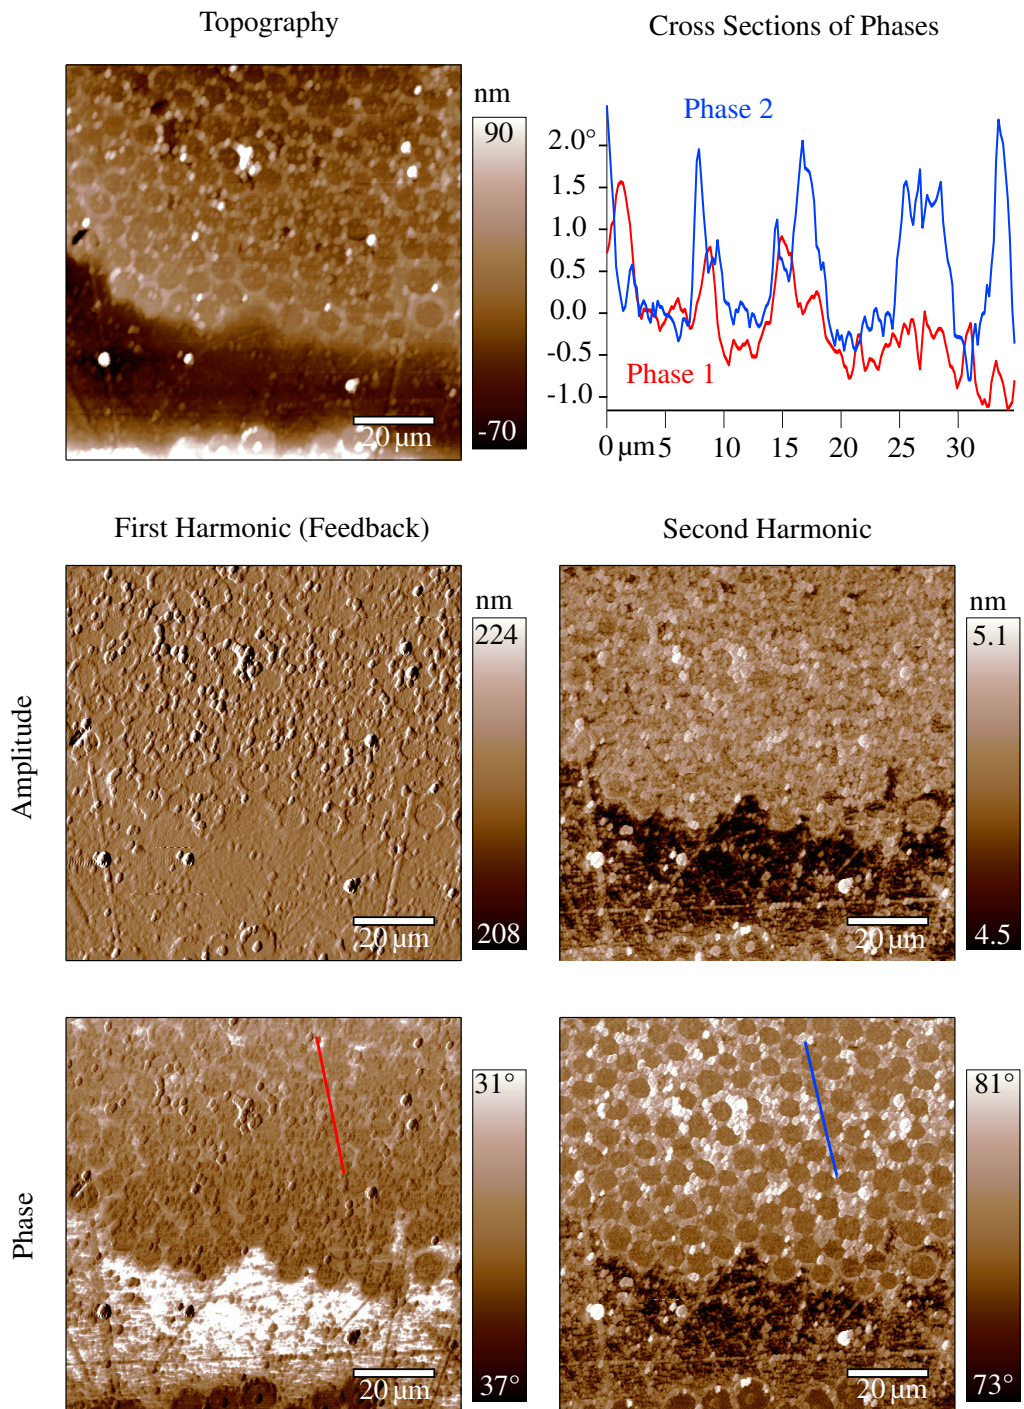 Topography
Cross Sections of Phases
nm
90
-70
20 µm
Phase 2
2.0°
1.5
1.0
0.5
0.0
-0.5
-1.0
Phase 1
0 µm 5 10 15 20 25 30
First Harmonic (Feedback)
Second Harmonic
Amplitude
nm
224
208
20 µm
nm
5.1
4.5
20 µm
Phase
31°
37°
20 µm
81°
73°
20 µm